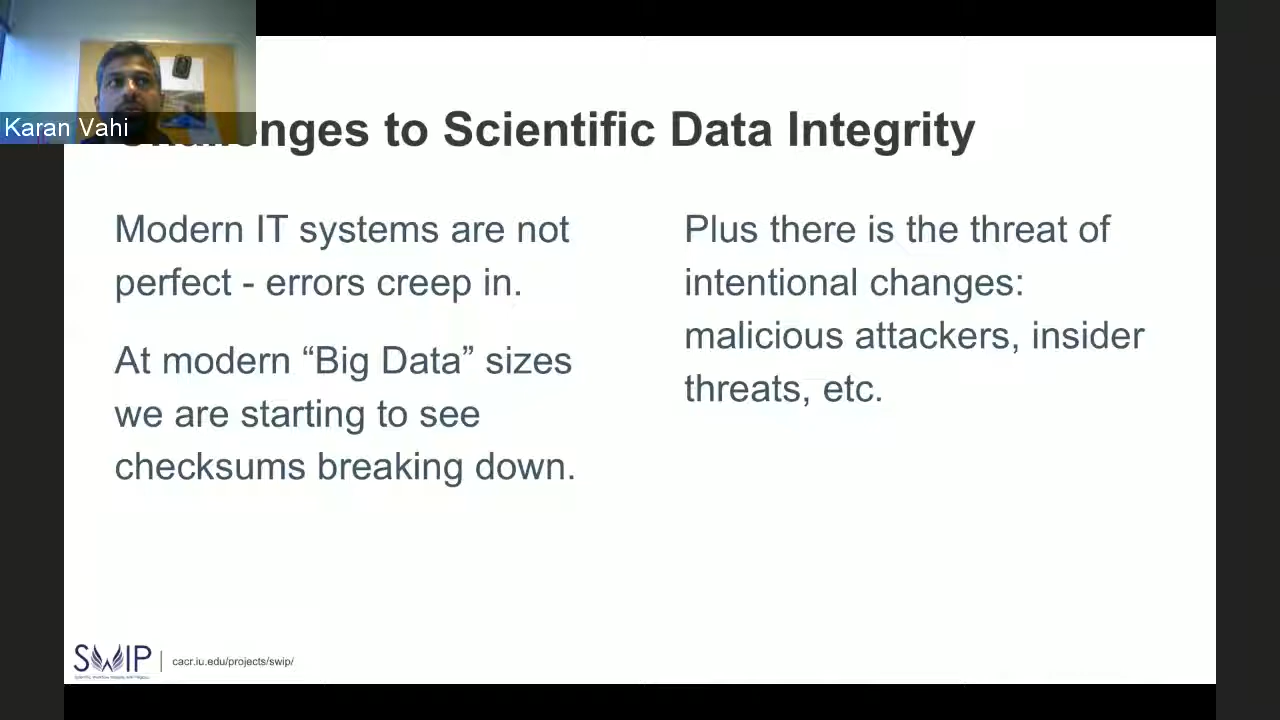 Karan Vahi
Challenges to Scientific Data Integrity
Modern IT systems are not
perfect - errors creep in.
At modern “Big Data” sizes
we are starting to see
checksums breaking down.
Plus there is the threat of
intentional changes:
malicious attackers, insider
threats, etc.
SWIP
cacr.iu.edu/projects/swip/